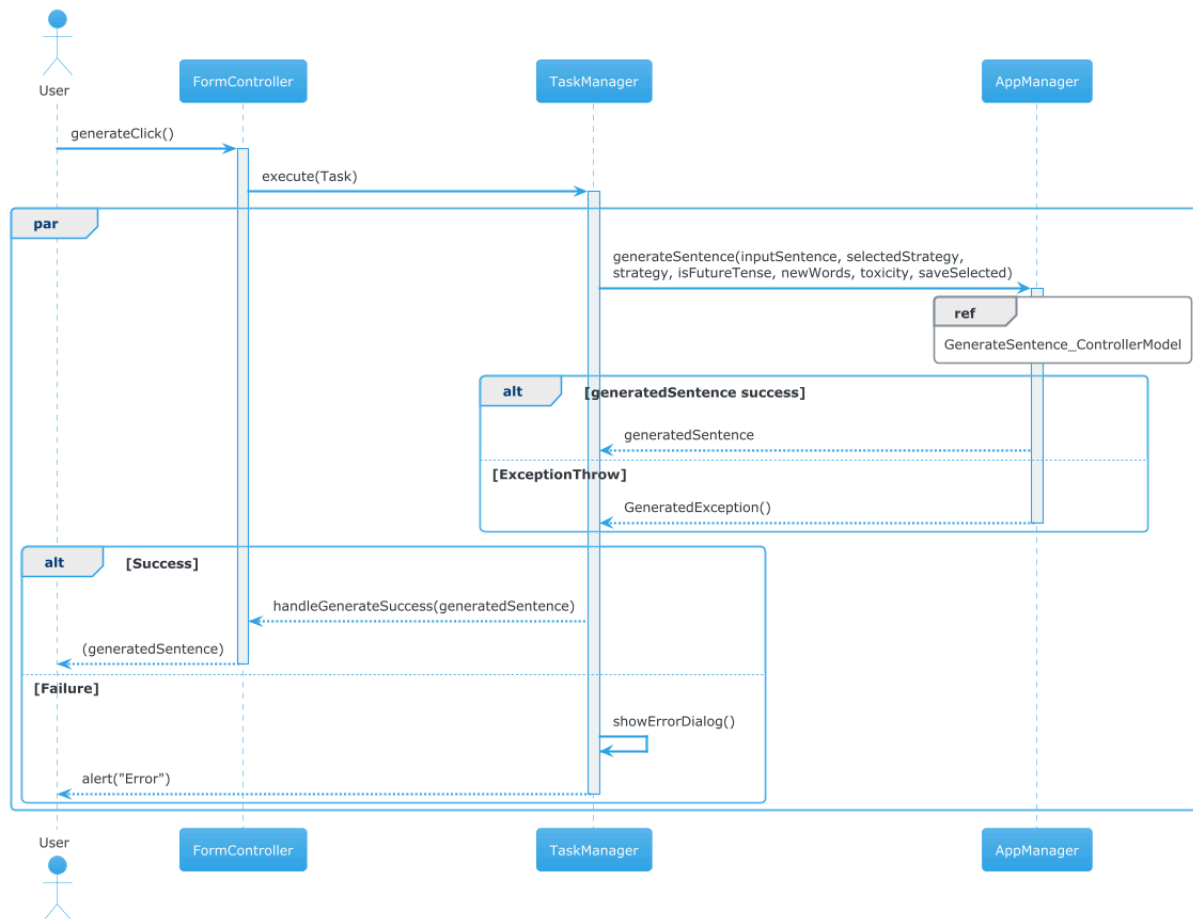 User
FormController
TaskManager
AppManager
generateClick()
execute(Task)
par
generateSentence(inputSentence, selectedStrategy,
strategy, isFutureTense, newWords, toxicity, saveSelected)
ref
GenerateSentence_ControllerModel
alt
[generatedSentence success]
generatedSentence
[ExceptionThrow]
GeneratedException()
alt
[Success]
handleGenerateSuccess(generatedSentence)
(generatedSentence)
[Failure]
showErrorDialog()
alert("Error")
User
FormController
TaskManager
AppManager